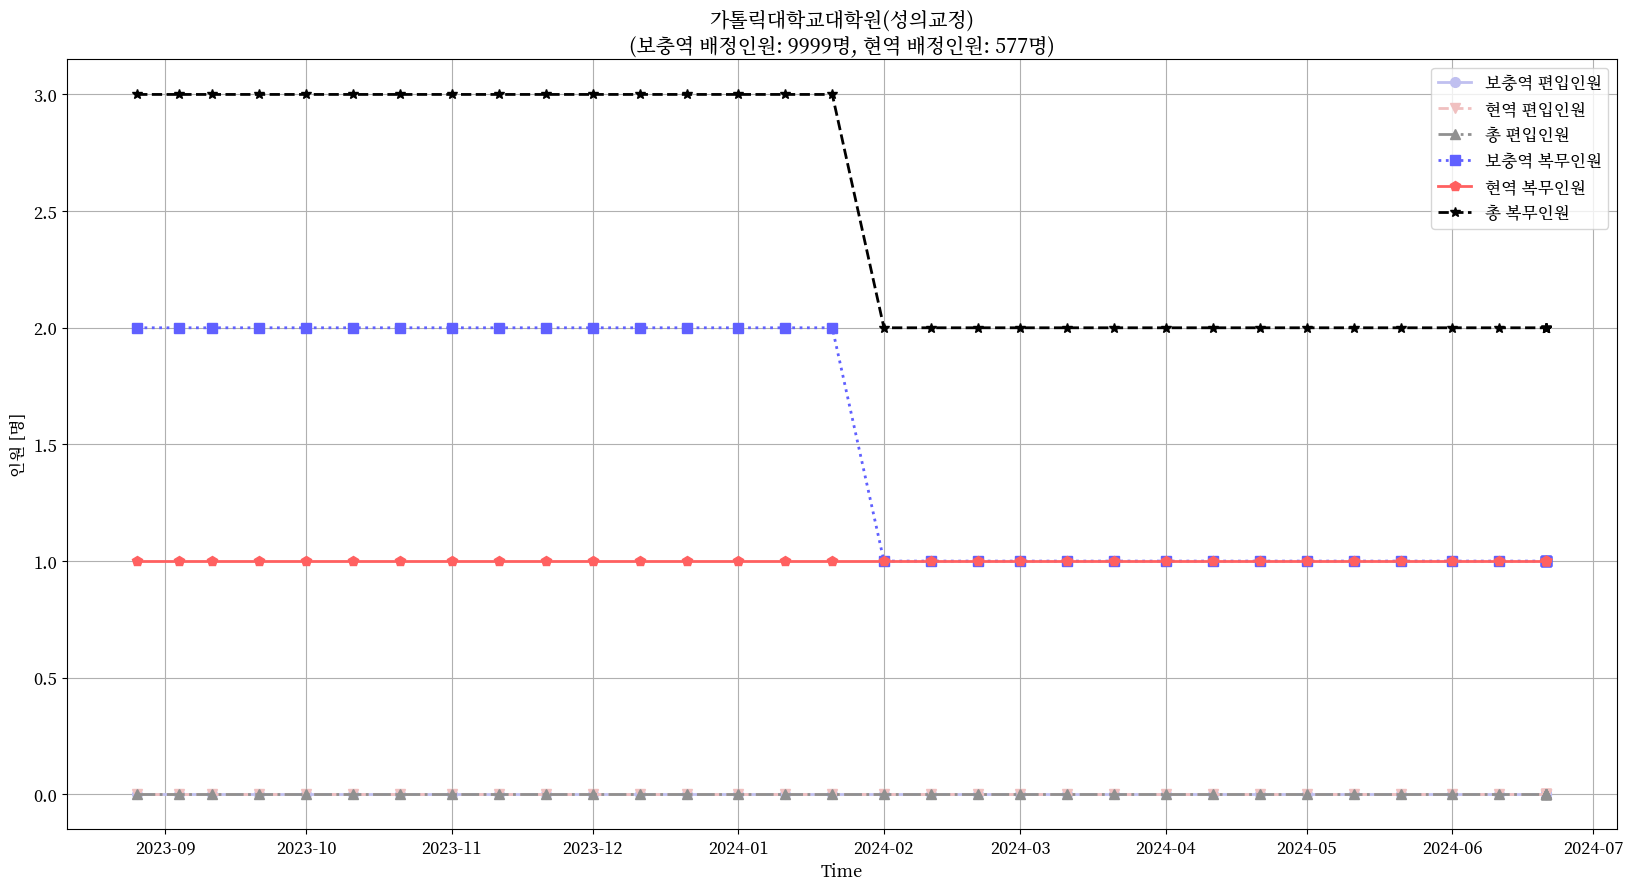 가톨릭대학교대학원(성의교정)
(보충역 배정인원: 9999명, 현역 배정인원: 577명)
보충역 편입인원
현역 편입인원
총 편입인원
보충역 복무인원
현역 복무인원
총 복무인원
인원 [명]
3.0
2.5
2.0
1.5
1.0
0.5
0.0
2023-09 2023-10 2023-11 2023-12 2024-01 2024-02 2024-03 2024-04 2024-05 2024-06 2024-07
Time